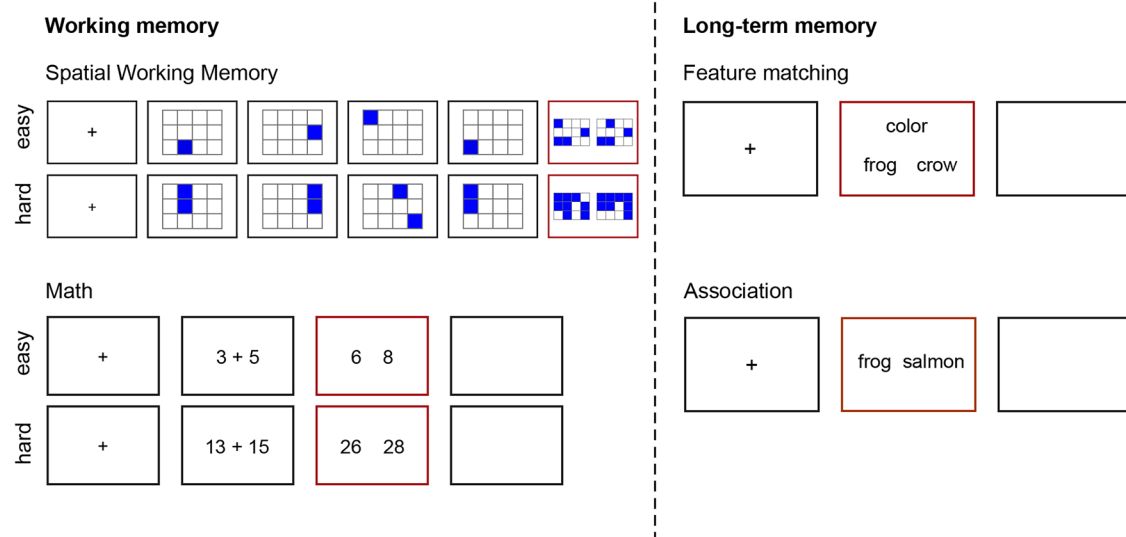 Working memory
Spatial Working Memory
easy
+
hard
+
Math
easy
+
3 + 5
6 8
hard
+
13 + 15
26 28
Long-term memory
Feature matching
+
color
frog crow
Association
+
frog salmon